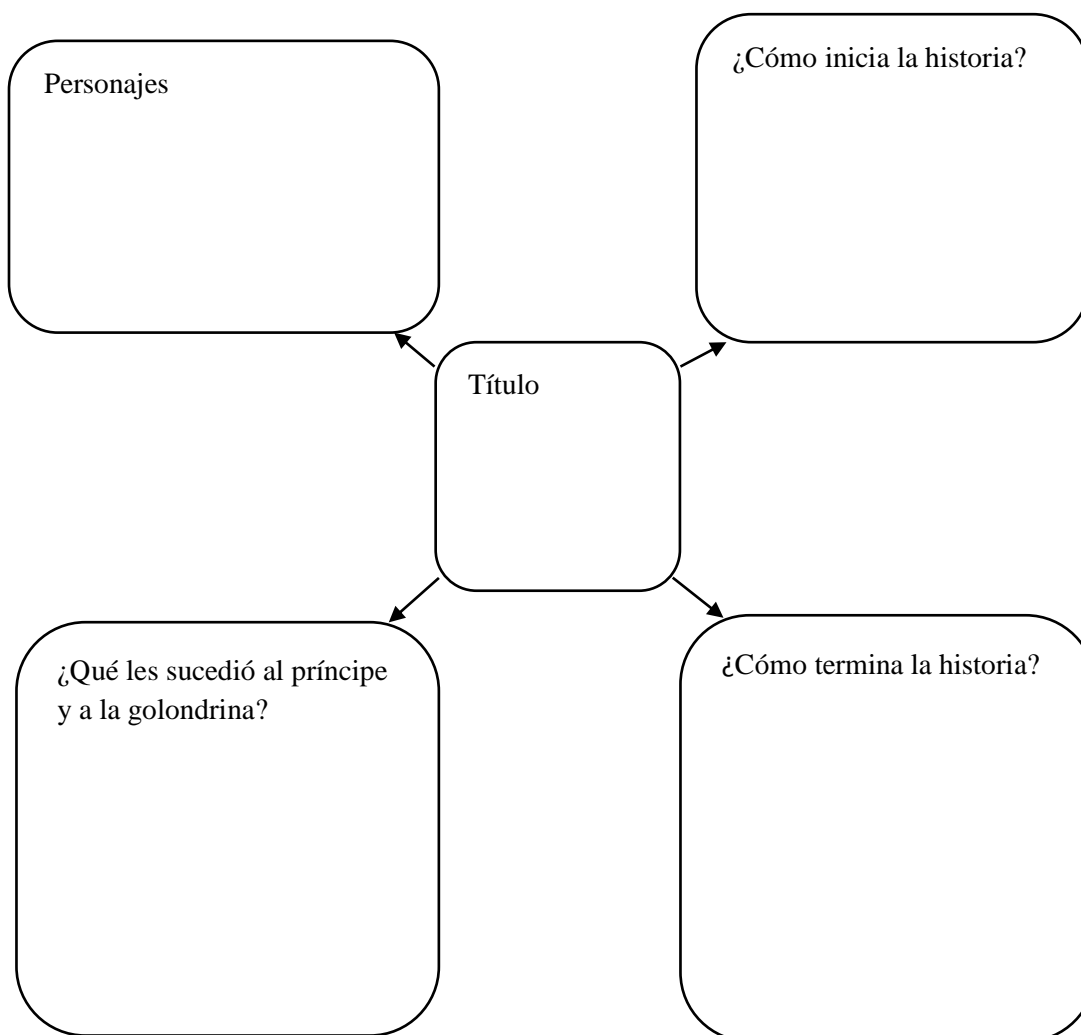 Personajes
¿Cómo inicia la historia?
Título
¿Qué les sucedió al príncipe
y a la golondrina?
¿Cómo termina la historia?